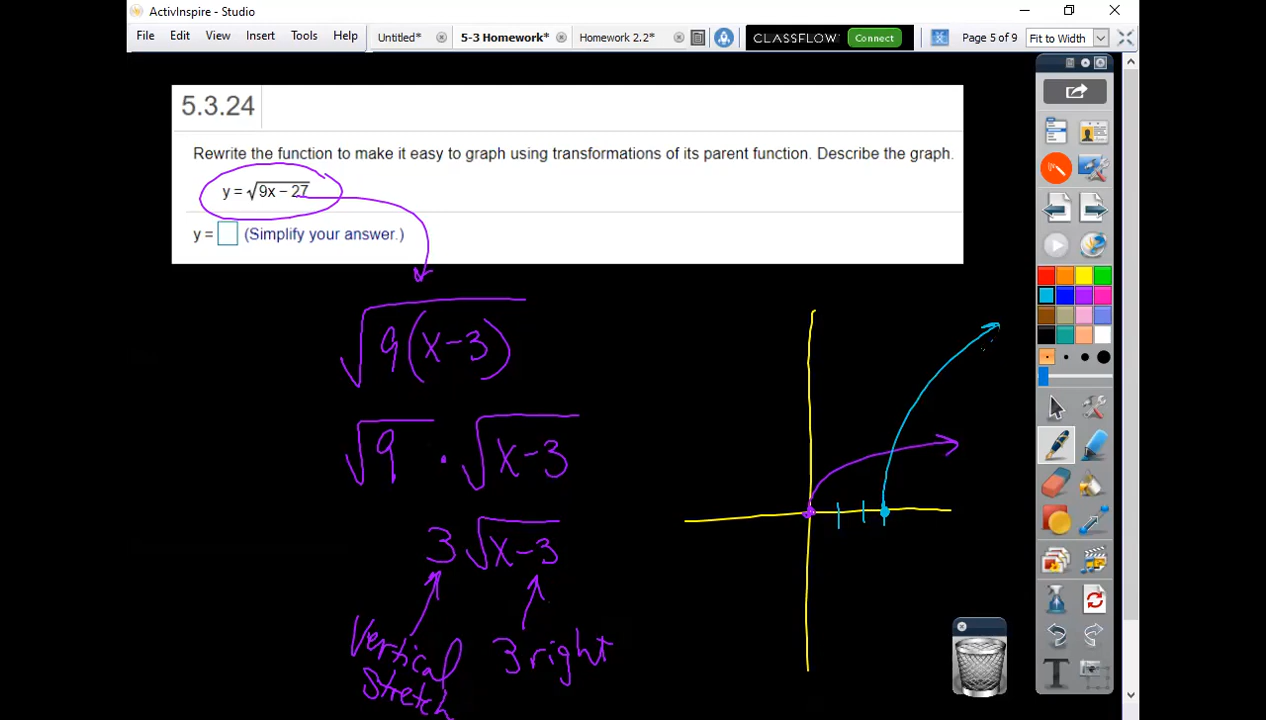 ActivInspire - Studio
File Edit View Insert Tools Help
Untitled* 5-3 Homework* Homework 2.2* CLASSFLOW Connect Page 5 of 9 Fit to Width
5.3.24
Rewrite the function to make it easy to graph using transformations of its parent function. Describe the graph.
y = √9x − 27
y = (Simplify your answer.)
√9(x-3)
√9 · √x-3
3√x-3
Vertical Stretch
3 right